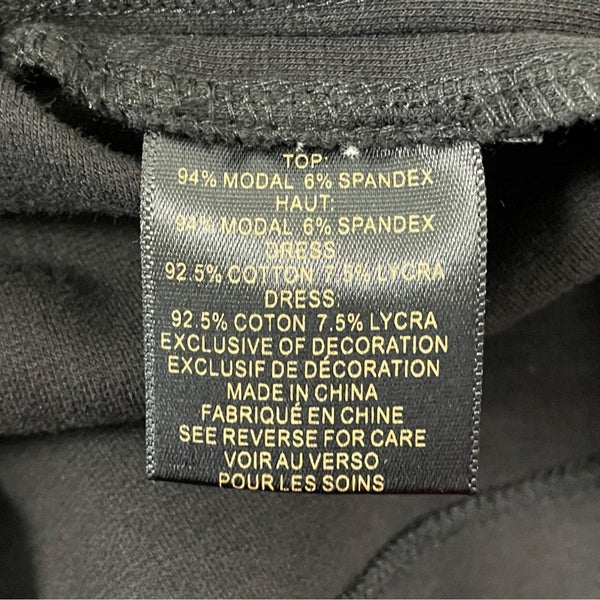 TOP:
94% MODAL 6% SPANDEX
HAUT:
94% MODAL 6% SPANDEX
DRESS
92.5% COTTON 7.5% LYCRA
DRESS:
92.5% COTON 7.5% LYCRA
EXCLUSIVE OF DECORATION
EXCLUSIF DE DÉCORATION
MADE IN CHINA
FABRIQUÉ EN CHINE
SEE REVERSE FOR CARE
VOIR AU VERSO
POUR LES SOINS